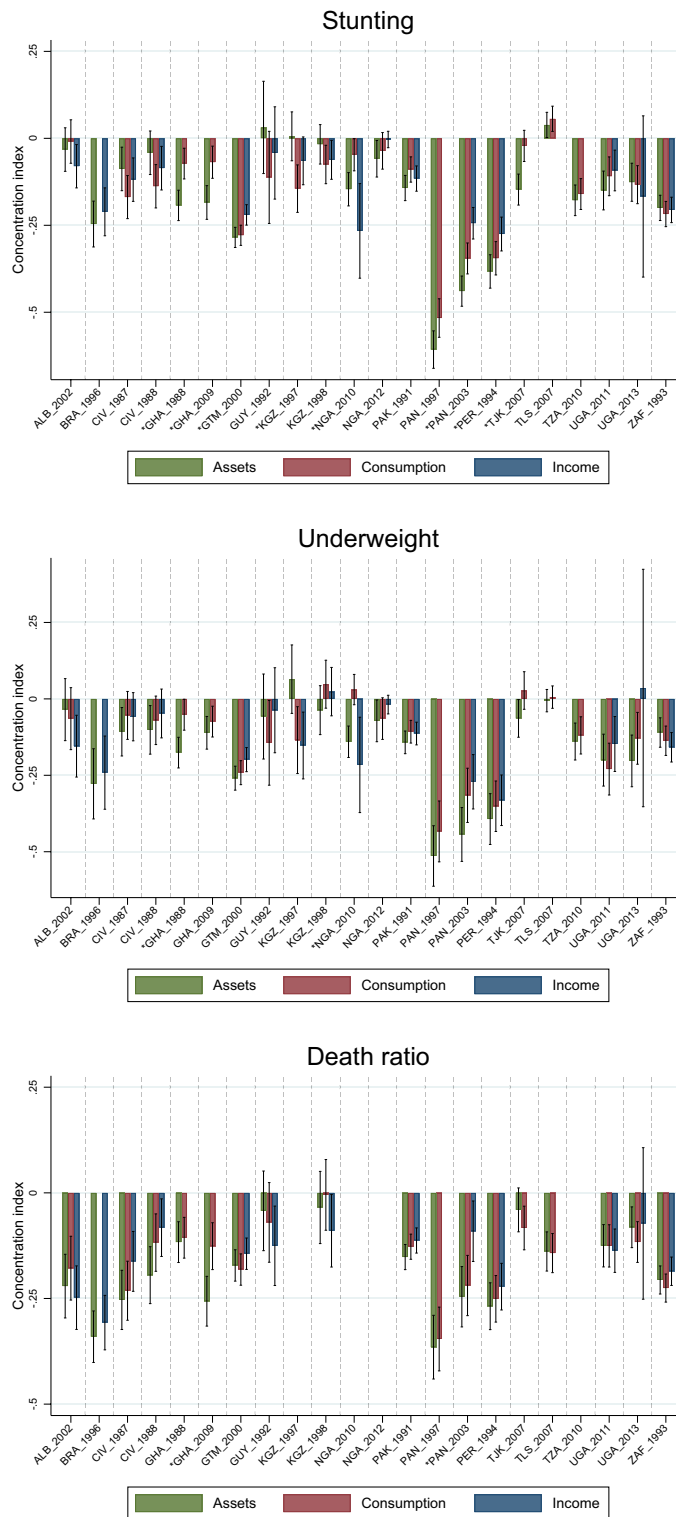 Stunting
Concentration index
.25
0
-.25
-.5
ALB_2002
BRA_1996
CIV_1987
CIV_1988
*GHA_1988
*GHA_2009
*GTM_2000
GUY_1992
*KGZ_1997
KGZ_1998
*NGA_2010
NGA_2012
PAK_1991
PAN_1997
*PAN_2003
*PER_1994
*TJK_2007
TLS_2007
TZA_2010
UGA_2011
UGA_2013
ZAF_1993
Assets Consumption Income
Underweight
Concentration index
.25
0
-.25
-.5
ALB_2002
BRA_1996
CIV_1987
CIV_1988
*GHA_1988
GHA_2009
GTM_2000
GUY_1992
KGZ_1997
KGZ_1998
*NGA_2010
NGA_2012
PAK_1991
PAN_1997
*PAN_2003
PER_1994
TJK_2007
TLS_2007
TZA_2010
UGA_2011
UGA_2013
ZAF_1993
Assets Consumption Income
Death ratio
Concentration index
.25
0
-.25
-.5
ALB_2002
BRA_1996
CIV_1987
CIV_1988
GHA_1988
*GHA_2009
GTM_2000
GUY_1992
KGZ_1997
KGZ_1998
NGA_2010
NGA_2012
PAK_1991
PAN_1997
*PAN_2003
PER_1994
TJK_2007
TLS_2007
TZA_2010
UGA_2011
UGA_2013
ZAF_1993
Assets Consumption Income